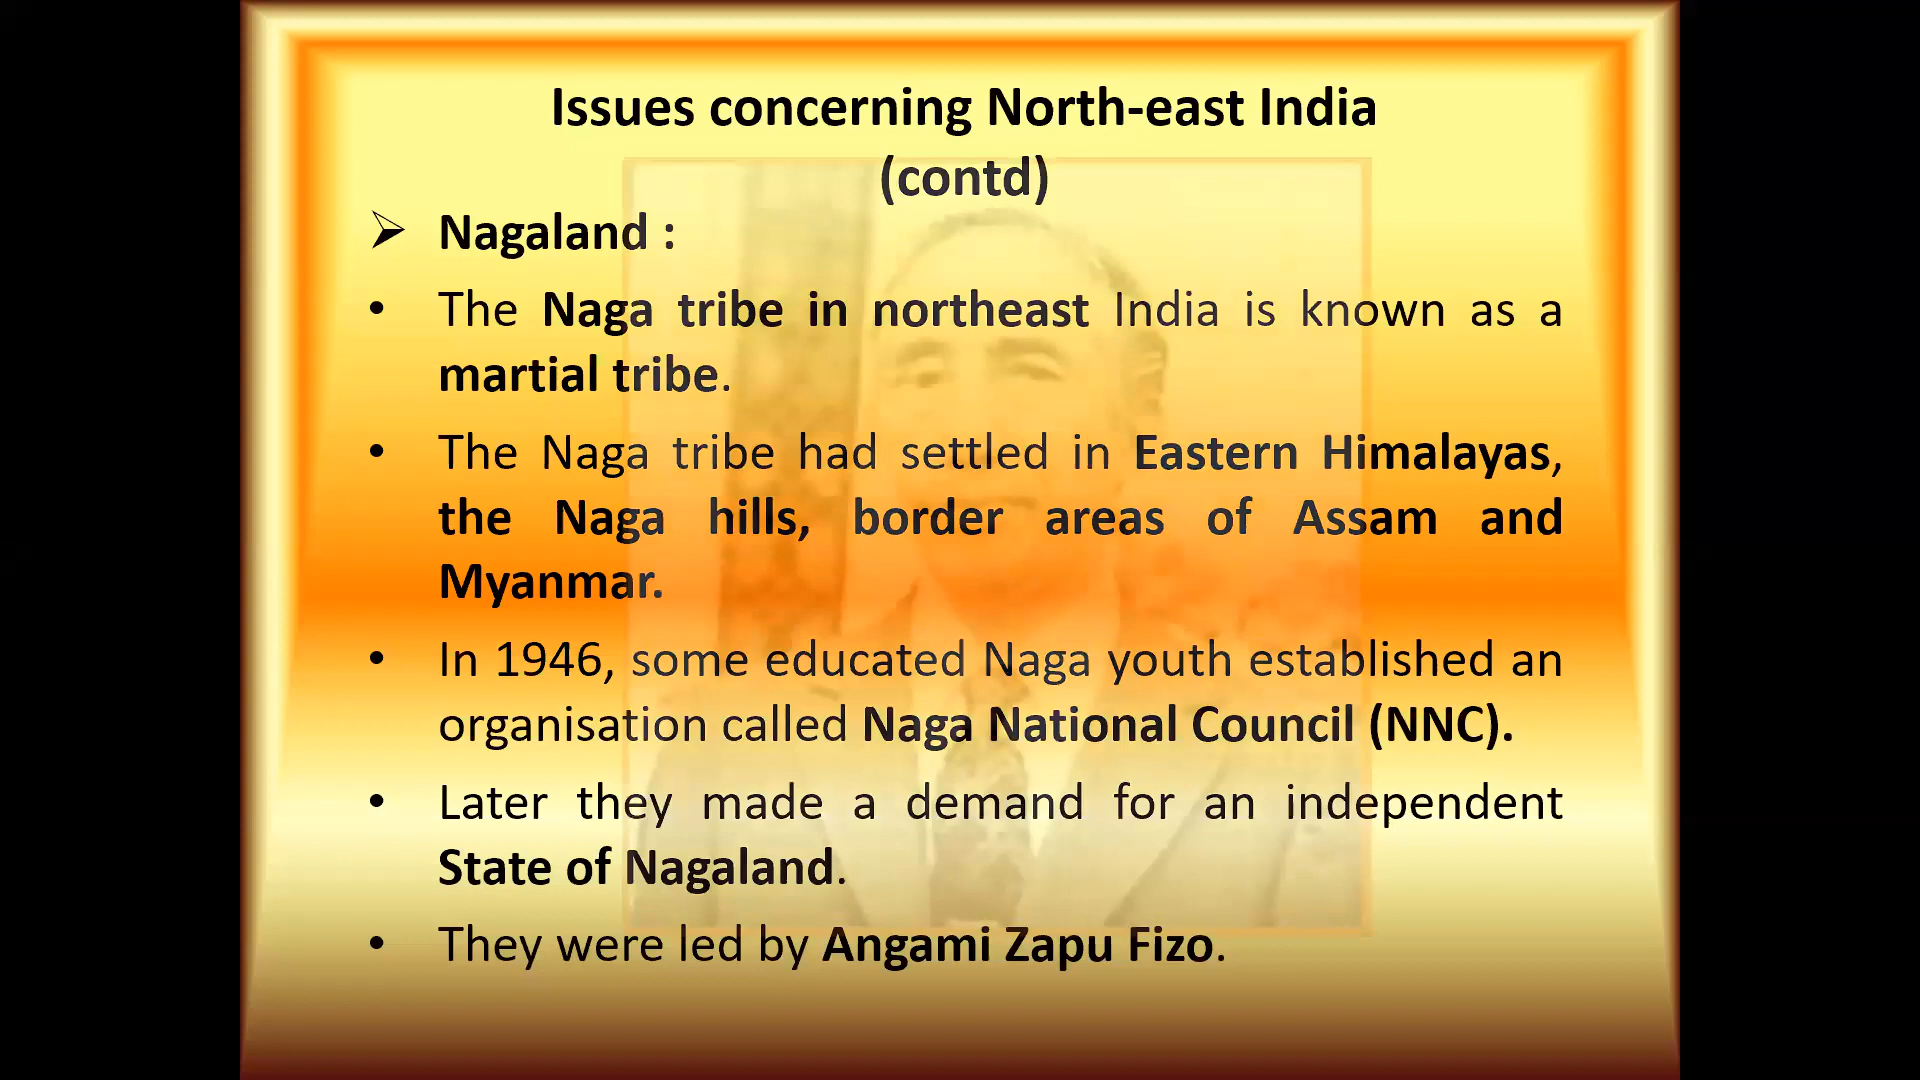 Issues concerning North-east India
(contd)
➢ Nagaland :
• The Naga tribe in northeast India is known as a
martial tribe.
• The Naga tribe had settled in Eastern Himalayas,
the Naga hills, border areas of Assam and
Myanmar.
• In 1946, some educated Naga youth established an
organisation called Naga National Council (NNC).
• Later they made a demand for an independent
State of Nagaland.
• They were led by Angami Zapu Fizo.